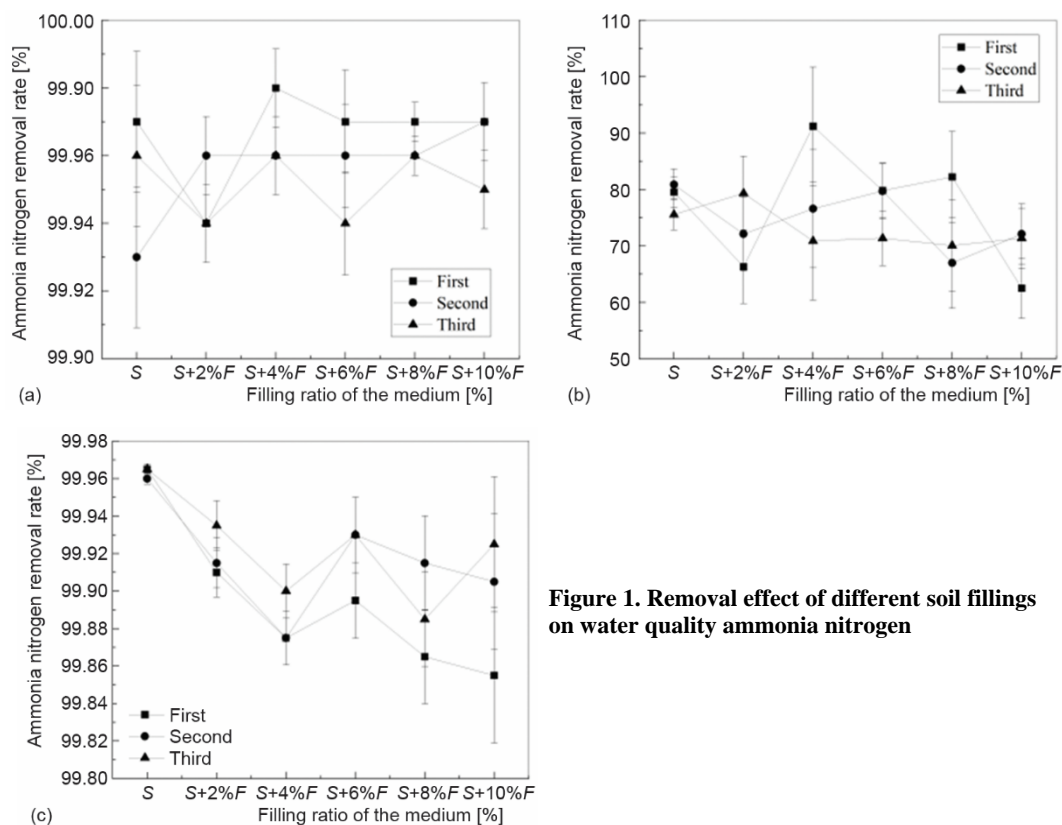 100.00
99.90
99.96
99.94
99.92
99.90
Ammonia nitrogen removal rate [%]
First
Second
Third
S S+2%F S+4%F S+6%F S+8%F S+10%F
Filling ratio of the medium [%]
(a)
110
100
90
80
70
60
50
Ammonia nitrogen removal rate [%]
First
Second
Third
S S+2%F S+4%F S+6%F S+8%F S+10%F
Filling ratio of the medium [%]
(b)
99.98
99.96
99.94
99.92
99.90
99.88
99.86
99.84
99.82
99.80
Ammonia nitrogen removal rate [%]
First
Second
Third
S S+2%F S+4%F S+6%F S+8%F S+10%F
Filling ratio of the medium [%]
(c)
Figure 1. Removal effect of different soil fillings
on water quality ammonia nitrogen